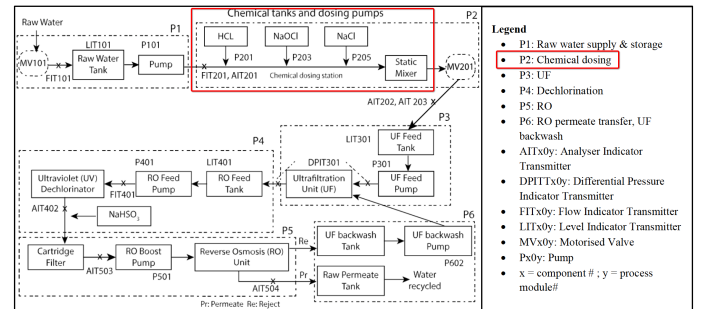 Raw Water
P1
Chemical tanks and dosing pumps
P2
LIT101
P101
HCL
NaOCl
NaCl
MV101
Raw Water
Tank
Pump
P201
P203
P205
Static
Mixer
MV201
FIT101
FIT201, AIT201
Chemical dosing station
AIT202, AIT 203
P3
P4
LIT301
UF Feed
Tank
P401
LIT401
DPIT301
P301
Ultraviolet (UV)
Dechlorinator
RO Feed
Pump
RO Feed
Tank
Ultrafiltration
Unit (UF)
UF Feed
Pump
FIT401
AIT402
NaHSO3
P5
P6
Re
UF backwash
Tank
UF backwash
Pump
P602
Cartridge
Filter
RO Boost
Pump
Reverse Osmosis (RO)
Unit
AIT503
P501
AIT504
Pr
Raw Permeate
Tank
Water
recycled
Pr: Permeate Re: Reject
Legend
• P1: Raw water supply & storage
• P2: Chemical dosing
• P3: UF
• P4: Dechlorination
• P5: RO
• P6: RO permeate transfer, UF
backwash
• AITx0y: Analyser Indicator
Transmitter
• DPITTx0y: Differential Pressure
Indicator Transmitter
• FITx0y: Flow Indicator Transmitter
• LITx0y: Level Indicator Transmitter
• MVx0y: Motorised Valve
• Px0y: Pump
• x = component # ; y = process
module#